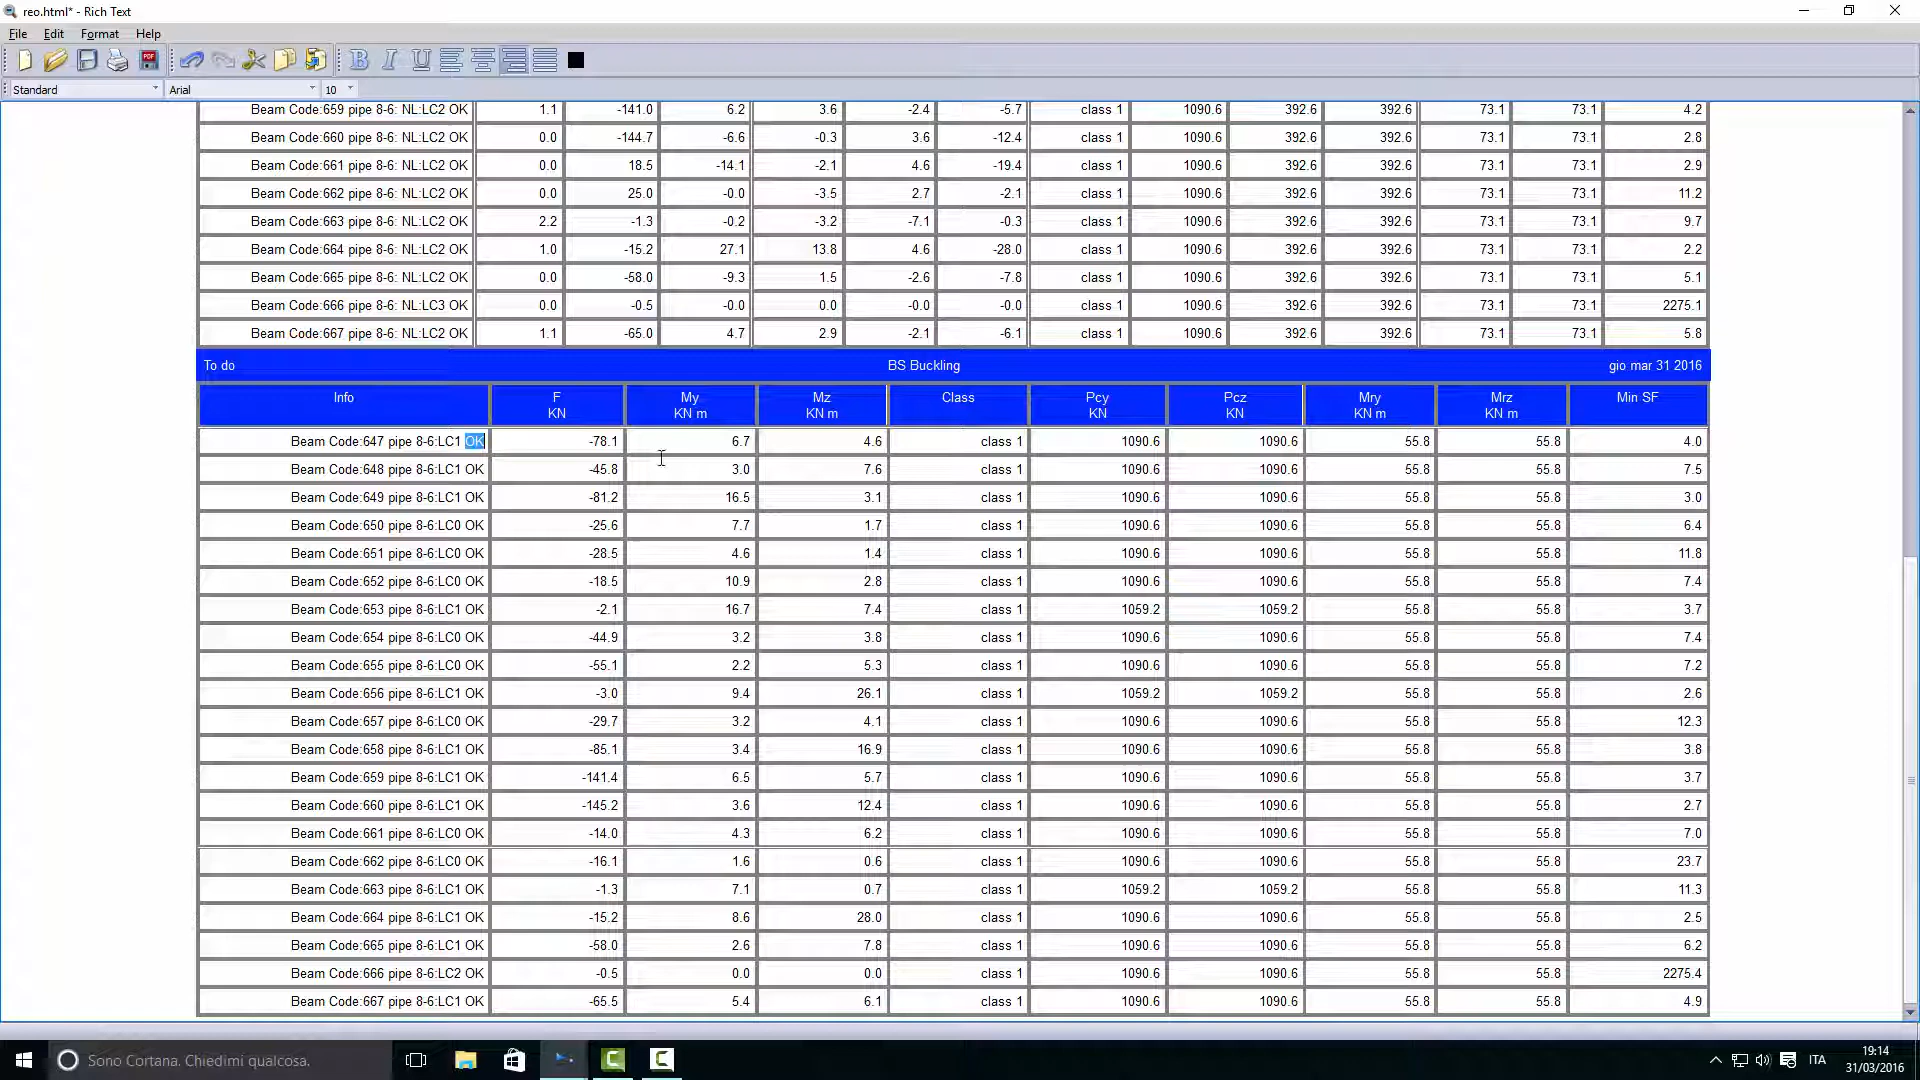 reo.html* - Rich Text
File Edit Format Help
Standard Arial 10
Beam Code:659 pipe 8-6: NL:LC2 OK 1.1 -141.0 6.2 3.6 -2.4 -5.7 class 1 1090.6 392.6 392.6 73.1 73.1 4.2
Beam Code:660 pipe 8-6: NL:LC2 OK 0.0 -144.7 -6.6 -0.3 3.6 -12.4 class 1 1090.6 392.6 392.6 73.1 73.1 2.8
Beam Code:661 pipe 8-6: NL:LC2 OK 0.0 18.5 -14.1 -2.1 4.6 -19.4 class 1 1090.6 392.6 392.6 73.1 73.1 2.9
Beam Code:662 pipe 8-6: NL:LC2 OK 0.0 25.0 -0.0 -3.5 2.7 -2.1 class 1 1090.6 392.6 392.6 73.1 73.1 11.2
Beam Code:663 pipe 8-6: NL:LC2 OK 2.2 -1.3 -0.2 -3.2 -7.1 -0.3 class 1 1090.6 392.6 392.6 73.1 73.1 9.7
Beam Code:664 pipe 8-6: NL:LC2 OK 1.0 -15.2 27.1 13.8 4.6 -28.0 class 1 1090.6 392.6 392.6 73.1 73.1 2.2
Beam Code:665 pipe 8-6: NL:LC2 OK 0.0 -58.0 -9.3 1.5 -2.6 -7.8 class 1 1090.6 392.6 392.6 73.1 73.1 5.1
Beam Code:666 pipe 8-6: NL:LC3 OK 0.0 -0.5 -0.0 0.0 -0.0 -0.0 class 1 1090.6 392.6 392.6 73.1 73.1 2275.1
Beam Code:667 pipe 8-6: NL:LC2 OK 1.1 -65.0 4.7 2.9 -2.1 -6.1 class 1 1090.6 392.6 392.6 73.1 73.1 5.8
To do BS Buckling gio mar 31 2016
Info F My Mz Class Pcy Pcz Mry Mrz Min SF
KN KN m KN m KN KN KN m KN m
Beam Code:647 pipe 8-6:LC1 OK -78.1 6.7 4.6 class 1 1090.6 1090.6 55.8 55.8 4.0
Beam Code:648 pipe 8-6:LC1 OK -45.8 3.0 7.6 class 1 1090.6 1090.6 55.8 55.8 7.5
Beam Code:649 pipe 8-6:LC1 OK -81.2 16.5 3.1 class 1 1090.6 1090.6 55.8 55.8 3.0
Beam Code:650 pipe 8-6:LC0 OK -25.6 7.7 1.7 class 1 1090.6 1090.6 55.8 55.8 6.4
Beam Code:651 pipe 8-6:LC0 OK -28.5 4.6 1.4 class 1 1090.6 1090.6 55.8 55.8 11.8
Beam Code:652 pipe 8-6:LC0 OK -18.5 10.9 2.8 class 1 1090.6 1090.6 55.8 55.8 7.4
Beam Code:653 pipe 8-6:LC1 OK -2.1 16.7 7.4 class 1 1059.2 1059.2 55.8 55.8 3.7
Beam Code:654 pipe 8-6:LC0 OK -44.9 3.2 3.8 class 1 1090.6 1090.6 55.8 55.8 7.4
Beam Code:655 pipe 8-6:LC0 OK -55.1 2.2 5.3 class 1 1090.6 1090.6 55.8 55.8 7.2
Beam Code:656 pipe 8-6:LC1 OK -3.0 9.4 26.1 class 1 1059.2 1059.2 55.8 55.8 2.6
Beam Code:657 pipe 8-6:LC0 OK -29.7 3.2 4.1 class 1 1090.6 1090.6 55.8 55.8 12.3
Beam Code:658 pipe 8-6:LC1 OK -85.1 3.4 16.9 class 1 1090.6 1090.6 55.8 55.8 3.8
Beam Code:659 pipe 8-6:LC1 OK -141.4 6.5 5.7 class 1 1090.6 1090.6 55.8 55.8 3.7
Beam Code:660 pipe 8-6:LC1 OK -145.2 3.6 12.4 class 1 1090.6 1090.6 55.8 55.8 2.7
Beam Code:661 pipe 8-6:LC0 OK -14.0 4.3 6.2 class 1 1090.6 1090.6 55.8 55.8 7.0
Beam Code:662 pipe 8-6:LC0 OK -16.1 1.6 0.6 class 1 1090.6 1090.6 55.8 55.8 23.7
Beam Code:663 pipe 8-6:LC1 OK -1.3 7.1 0.7 class 1 1059.2 1059.2 55.8 55.8 11.3
Beam Code:664 pipe 8-6:LC1 OK -15.2 8.6 28.0 class 1 1090.6 1090.6 55.8 55.8 2.5
Beam Code:665 pipe 8-6:LC1 OK -58.0 2.6 7.8 class 1 1090.6 1090.6 55.8 55.8 6.2
Beam Code:666 pipe 8-6:LC2 OK -0.5 0.0 0.0 class 1 1090.6 1090.6 55.8 55.8 2275.4
Beam Code:667 pipe 8-6:LC1 OK -65.5 5.4 6.1 class 1 1090.6 1090.6 55.8 55.8 4.9
Sono Cortana. Chiedimi qualcosa. ITA 19:14
31/03/2016